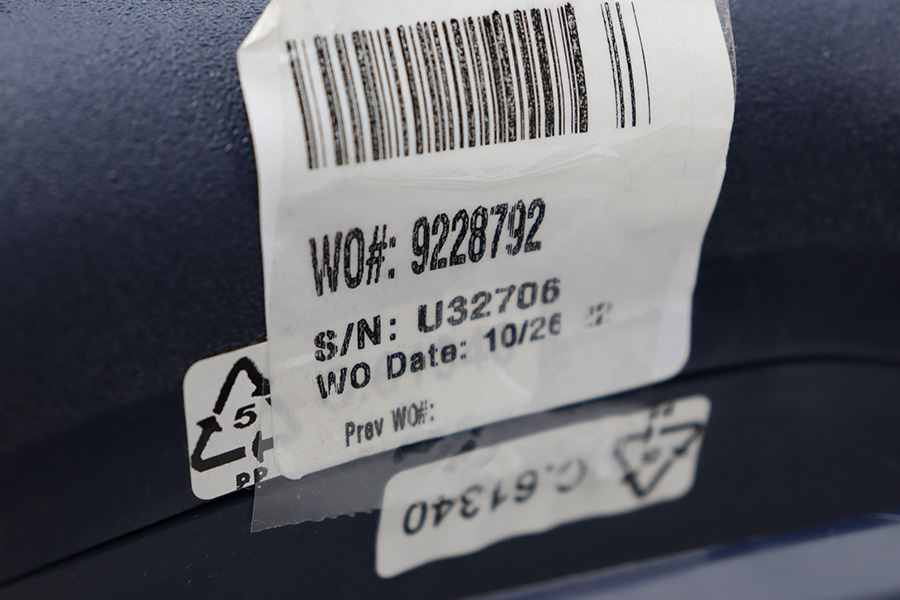 WO#: 9228792
S/N: U32706
WO Date: 10/26
Prev WO#:
5
PP
C.61340